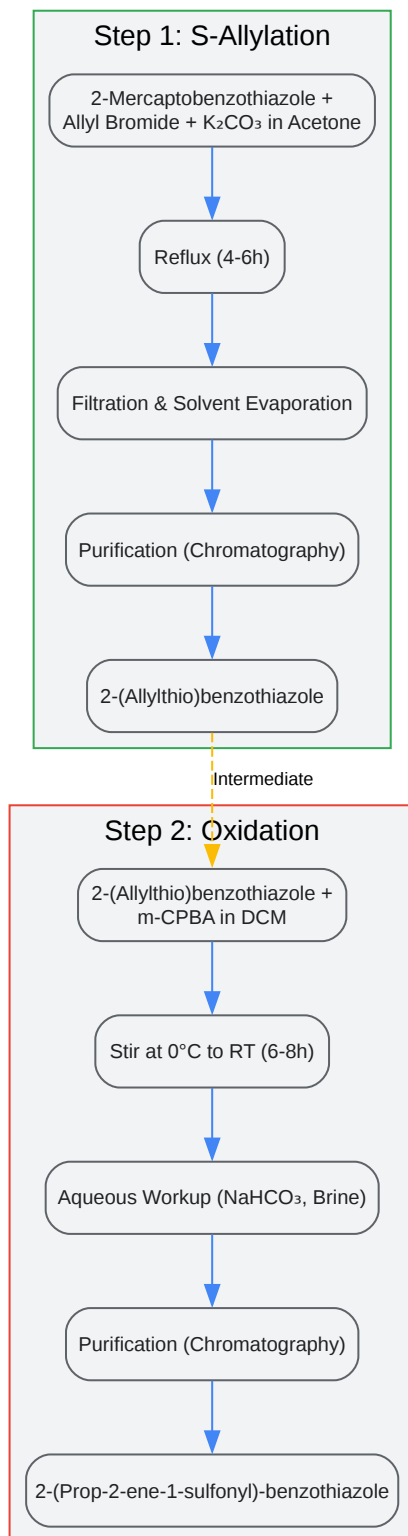 Step 1: S-Allylation
2-Mercaptobenzothiazole +
Allyl Bromide + K₂CO₃ in Acetone
Reflux (4-6h)
Filtration & Solvent Evaporation
Purification (Chromatography)
2-(Allylthio)benzothiazole
Intermediate
Step 2: Oxidation
2-(Allylthio)benzothiazole +
m-CPBA in DCM
Stir at 0°C to RT (6-8h)
Aqueous Workup (NaHCO₃, Brine)
Purification (Chromatography)
2-(Prop-2-ene-1-sulfonyl)-benzothiazole